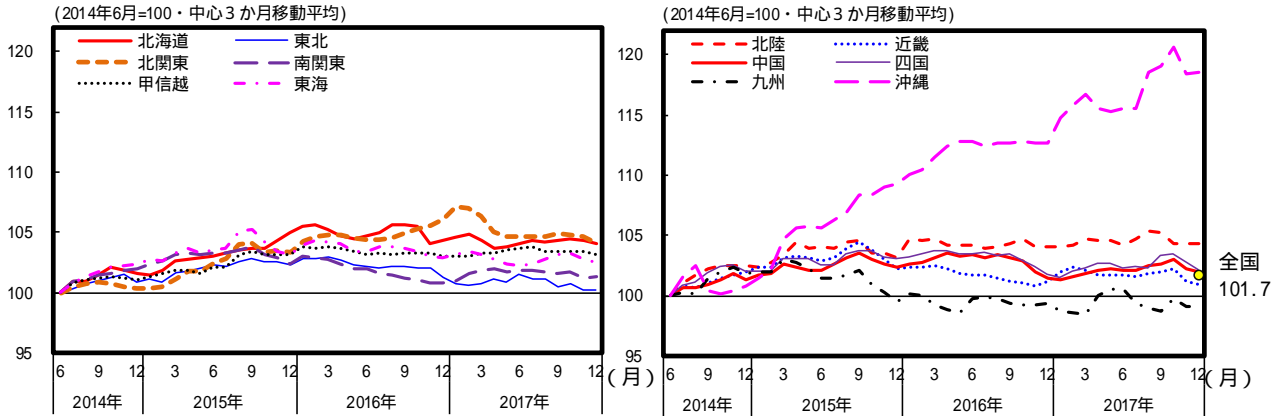 (2014年6月=100・中心3か月移動平均)
120
115
110
105
100
95
北海道
東北
北関東
南関東
甲信越
東海
6 9 12 3 6 9 12 3 6 9 12 3 6 9 12 (月)
2014年 2015年 2016年 2017年
(2014年6月=100・中心3か月移動平均)
120
115
110
105
100
95
北陸
近畿
中国
四国
九州
沖縄
全国
101.7
6 9 12 3 6 9 12 3 6 9 12 3 6 9 12 (月)
2014年 2015年 2016年 2017年